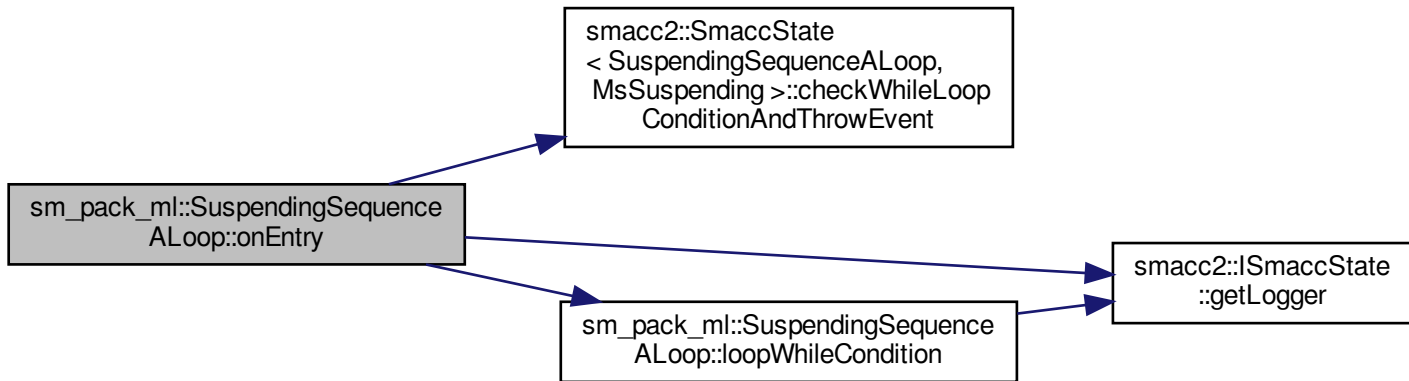 smacc2::SmaccState
< SuspendingSequenceALoop,
MsSuspending >::checkWhileLoop
ConditionAndThrowEvent
sm_pack_ml::SuspendingSequence
ALoop::onEntry
smacc2::ISmaccState
::getLogger
sm_pack_ml::SuspendingSequence
ALoop::loopWhileCondition